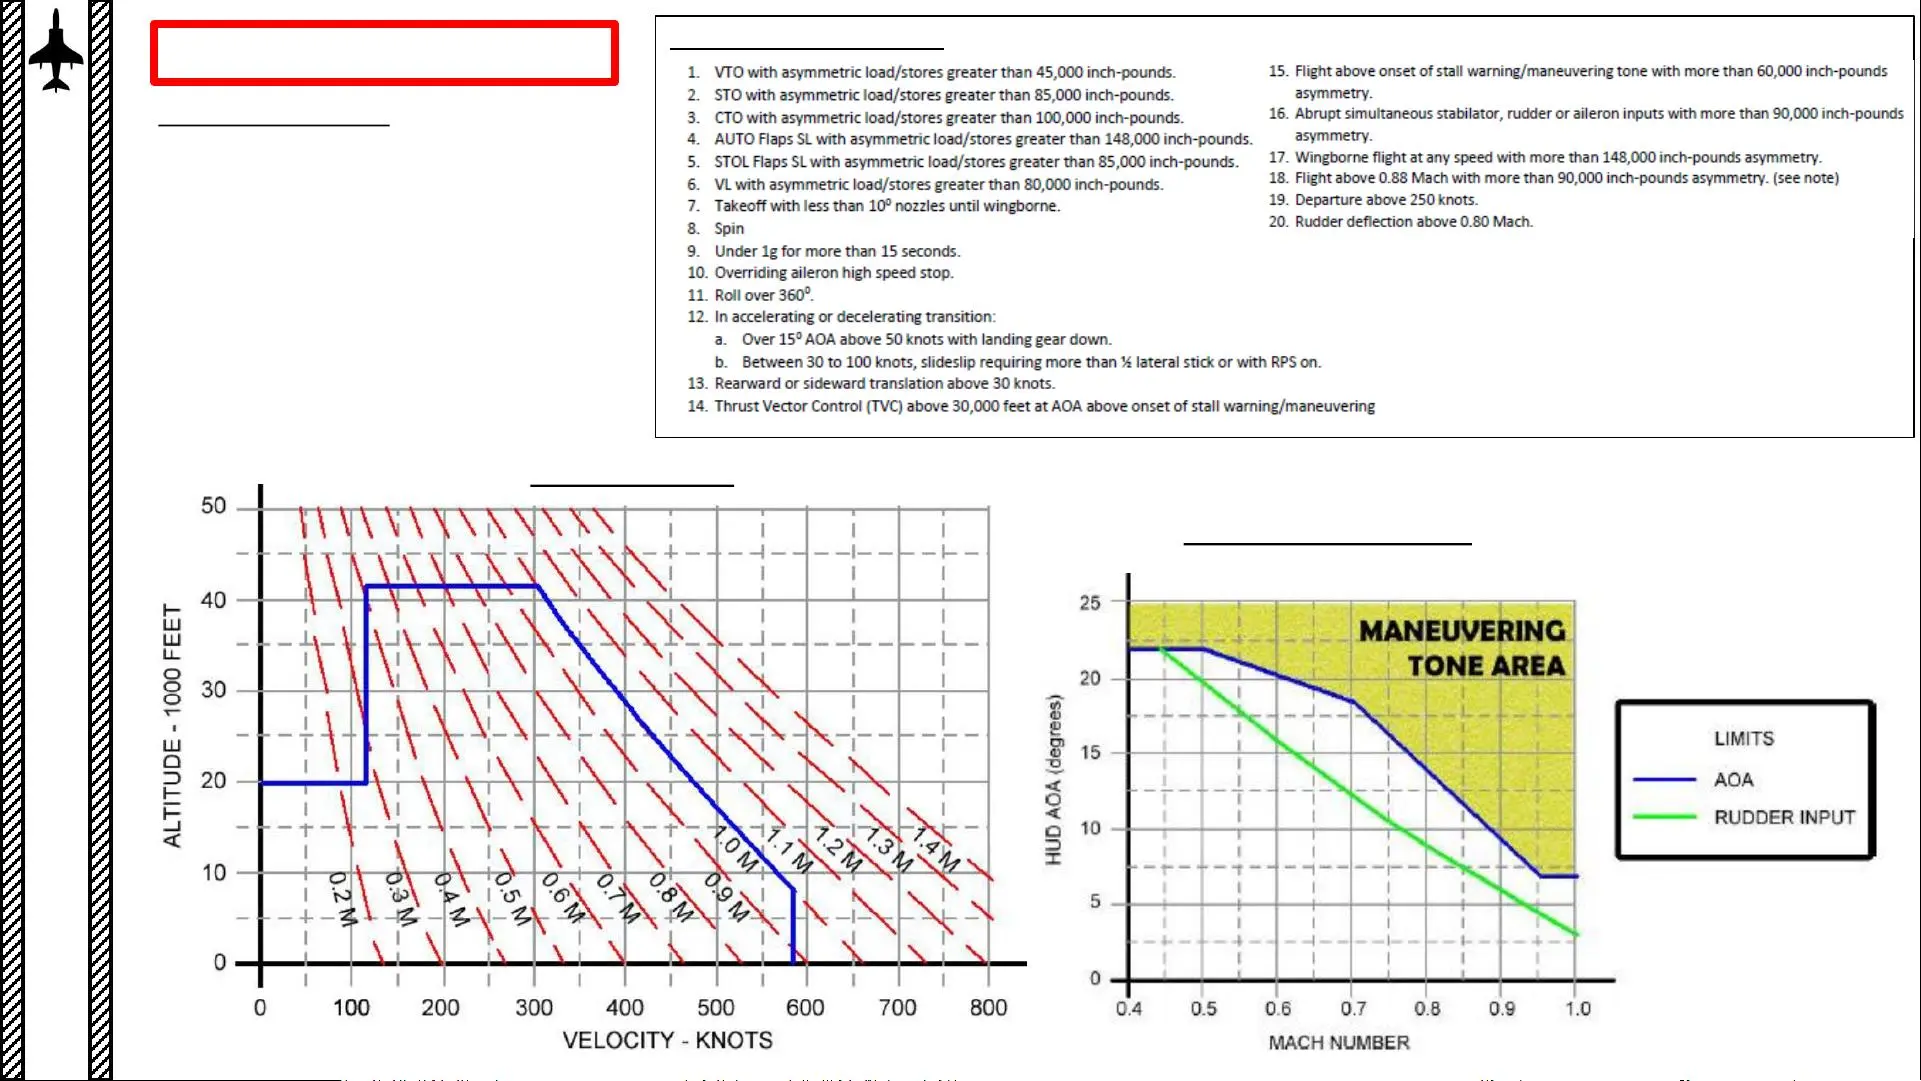 1. VTO with asymmetric load/stores greater than 45,000 inch-pounds.
2. STO with asymmetric load/stores greater than 85,000 inch-pounds.
3. CTO with asymmetric load/stores greater than 100,000 inch-pounds.
4. AUTO Flaps SL with asymmetric load/stores greater than 148,000 inch-pounds.
5. STOL Flaps SL with asymmetric load/stores greater than 85,000 inch-pounds.
6. VL with asymmetric load/stores greater than 80,000 inch-pounds.
7. Takeoff with less than 10⁰ nozzles until wingborne.
8. Spin
9. Under 1g for more than 15 seconds.
10. Overriding aileron high speed stop.
11. Roll over 360⁰.
12. In accelerating or decelerating transition:
a. Over 15⁰ AOA above 50 knots with landing gear down.
b. Between 30 to 100 knots, slideslip requiring more than ½ lateral stick or with RPS on.
13. Rearward or sideward translation above 30 knots.
14. Thrust Vector Control (TVC) above 30,000 feet at AOA above onset of stall warning/maneuvering
15. Flight above onset of stall warning/maneuvering tone with more than 60,000 inch-pounds
asymmetry.
16. Abrupt simultaneous stabilator, rudder or aileron inputs with more than 90,000 inch-pounds
asymmetry.
17. Wingborne flight at any speed with more than 148,000 inch-pounds asymmetry.
18. Flight above 0.88 Mach with more than 90,000 inch-pounds asymmetry. (see note)
19. Departure above 250 knots.
20. Rudder deflection above 0.80 Mach.
ALTITUDE - 1000 FEET
50
40
30
20
10
0
0.2 M
0.3 M
0.4 M
0.5 M
0.6 M
0.7 M
0.8 M
0.9 M
1.0 M
1.1 M
1.2 M
1.3 M
1.4 M
0 100 200 300 400 500 600 700 800
VELOCITY - KNOTS
HUD AOA (degrees)
25
20
15
10
5
0
MANEUVERING
TONE AREA
0.4 0.5 0.6 0.7 0.8 0.9 1.0
MACH NUMBER
LIMITS
AOA
RUDDER INPUT